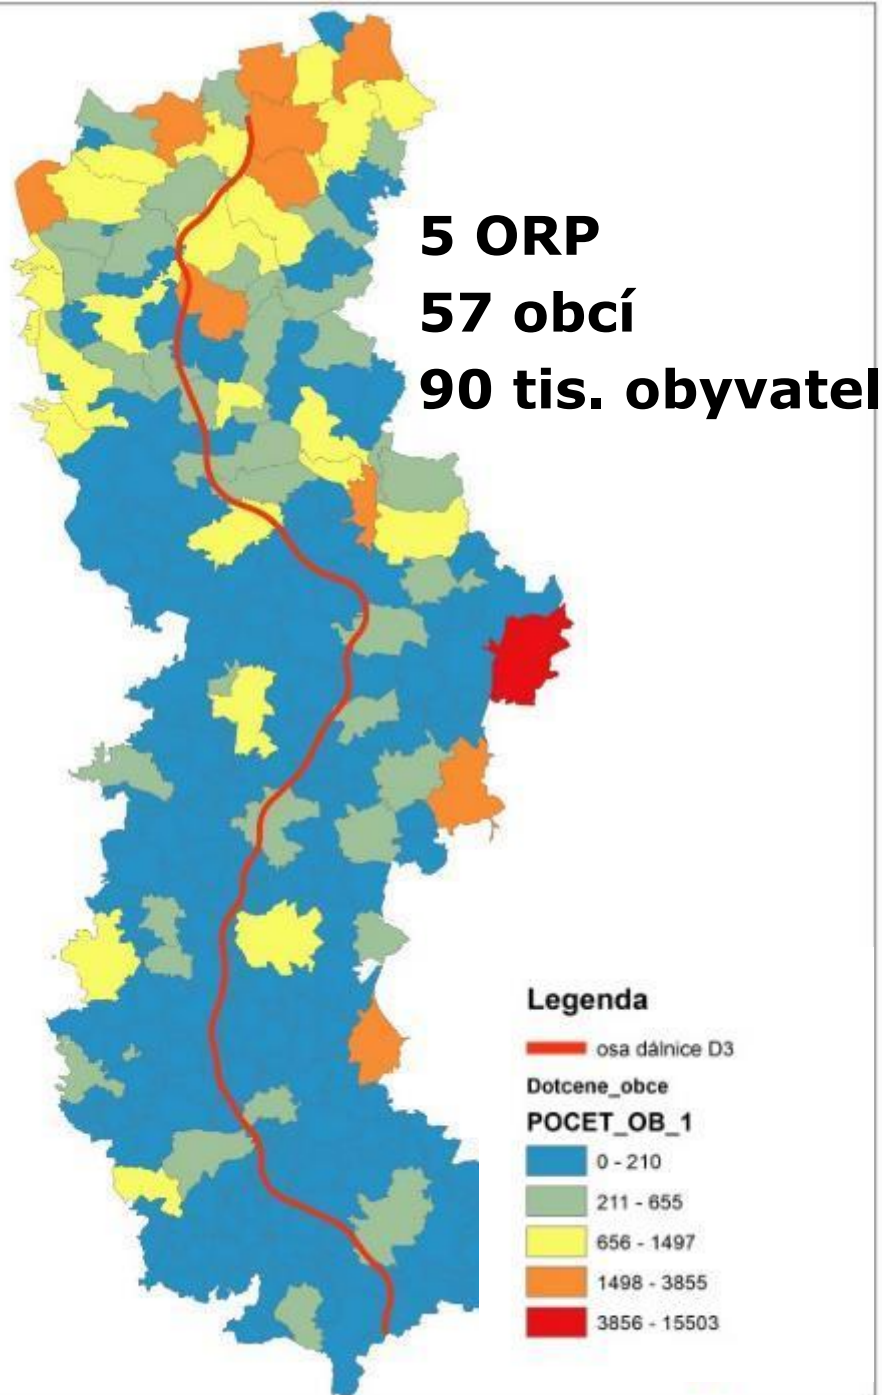 5 ORP
57 obcí
90 tis. obyvatel
Legenda
osa dálnice D3
Dotcene_obce
POCET_OB_1
0 - 210
211 - 655
656 - 1497
1498 - 3855
3856 - 15503